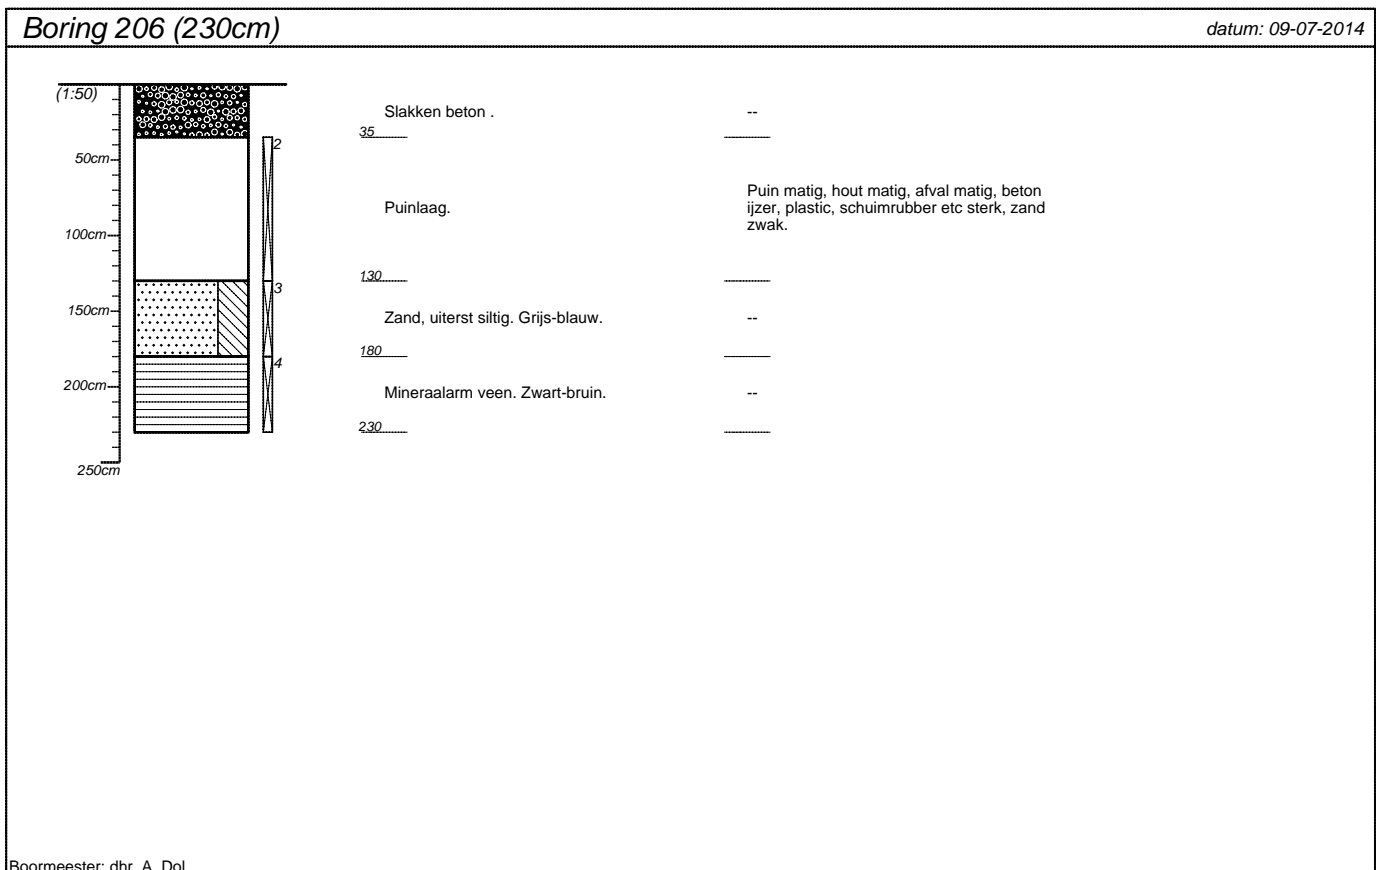 Boring 206 (230cm)
datum: 09-07-2014
(1:50)
Slakken beton .
--
35
2
50cm
Puin matig, hout matig, afval matig, beton
ijzer, plastic, schuimrubber etc sterk, zand
zwak.
Puinlaag.
100cm
130
3
150cm
Zand, uiterst siltig. Grijs-blauw.
--
180
4
200cm
Mineraalarm veen. Zwart-bruin.
--
230
250cm
Boormeester: dhr. A. Dol